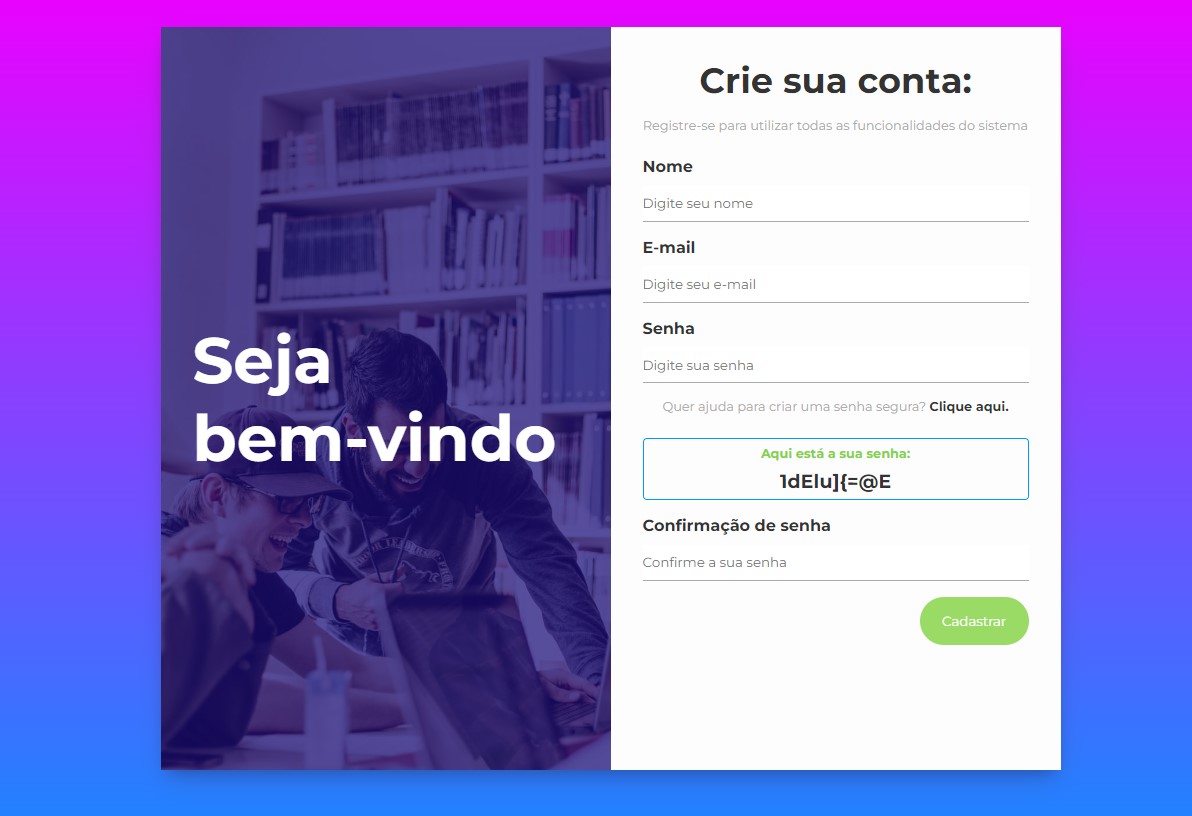 Seja
bem-vindo
Crie sua conta:
Registre-se para utilizar todas as funcionalidades do sistema
Nome
Digite seu nome
E-mail
Digite seu e-mail
Senha
Digite sua senha
Quer ajuda para criar uma senha segura? Clique aqui.
Aqui está a sua senha:
1dElu]{=@E
Confirmação de senha
Confirme a sua senha
Cadastrar